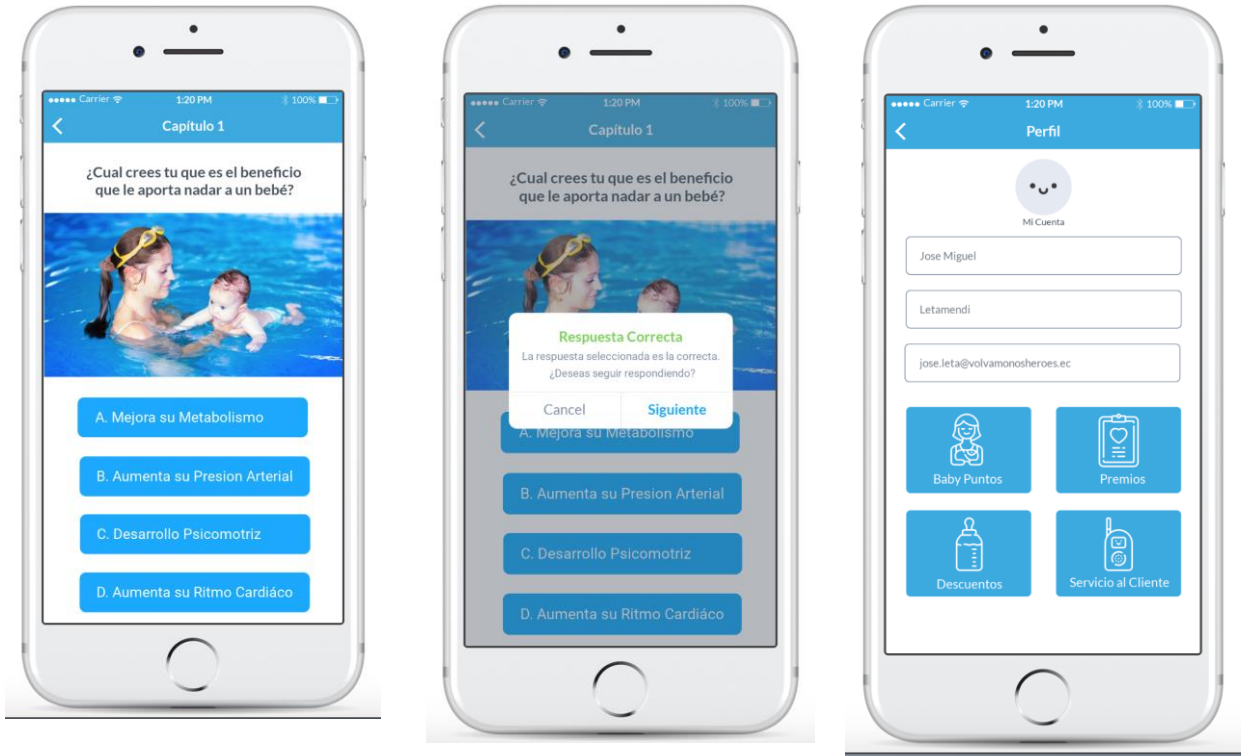 Carrier 1:20 PM 100%
Capítulo 1
¿Cual crees tu que es el beneficio
que le aporta nadar a un bebé?
A. Mejora su Metabolismo
B. Aumenta su Presion Arterial
C. Desarrollo Psicomotriz
D. Aumenta su Ritmo Cardiáco
Carrier 1:20 PM 100%
Capítulo 1
¿Cual crees tu que es el beneficio
que le aporta nadar a un bebé?
Respuesta Correcta
La respuesta seleccionada es la correcta.
¿Deseas seguir respondiendo?
Cancel Siguiente
A. Mejora su Metabolismo
B. Aumenta su Presion Arterial
C. Desarrollo Psicomotriz
D. Aumenta su Ritmo Cardiáco
Carrier 1:20 PM 100%
Perfil
Mi Cuenta
Jose Miguel
Letamendi
jose.leta@volvamonosheroes.ec
Baby Puntos Premios
Descuentos Servicio al Cliente